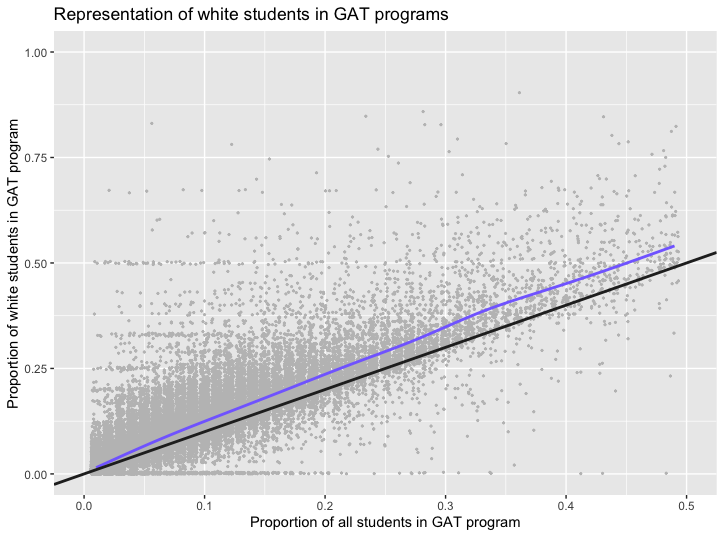 Representation of white students in GAT programs
1.00
0.75
0.50
0.25
0.00
Proportion of white students in GAT program
0.0 0.1 0.2 0.3 0.4 0.5
Proportion of all students in GAT program